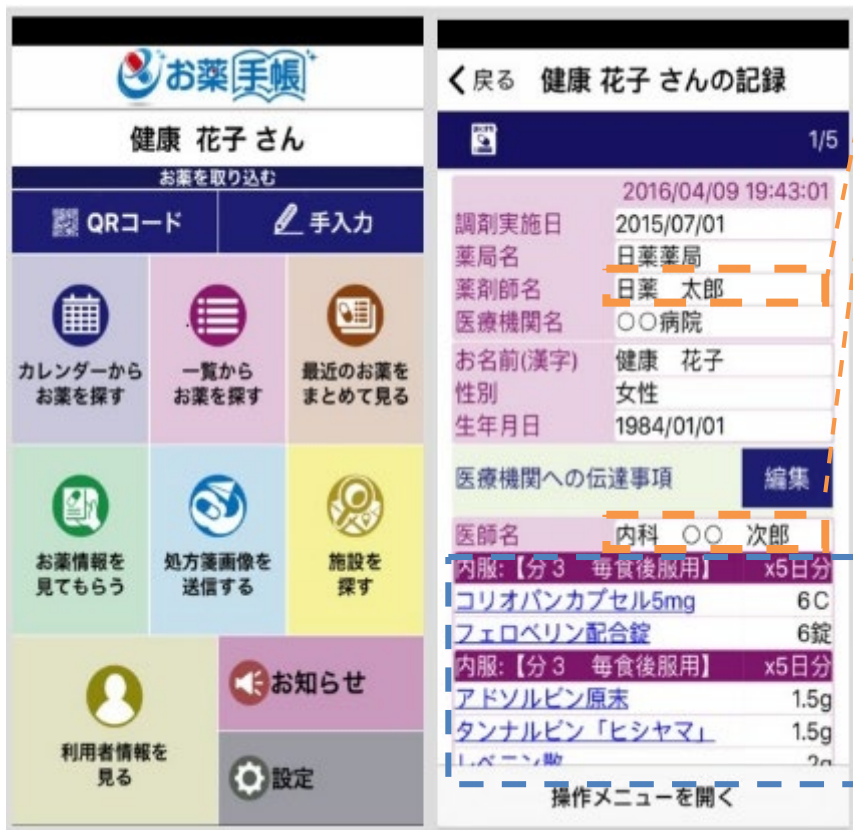 お薬手帳
健康 花子 さん
お薬を取り込む
QRコード
手入力
カレンダーから
お薬を探す
一覧から
お薬を探す
最近のお薬を
まとめて見る
お薬情報を
見てもらう
処方箋画像を
送信する
施設を
探す
利用者情報を
見る
お知らせ
設定
戻る 健康 花子 さんの記録
1/5
2016/04/09 19:43:01
調剤実施日 2015/07/01
薬局名 日薬薬局
薬剤師名 日薬 太郎
医療機関名 〇〇病院
お名前(漢字) 健康 花子
性別 女性
生年月日 1984/01/01
医療機関への伝達事項 編集
医師名 内科 〇〇 次郎
内服:【分3 毎食後服用】 x5日分
コリオパンカプセル5mg 6C
フェロベリン配合錠 6錠
内服:【分3 毎食後服用】 x5日分
アドソルビン原末 1.5g
タンナルビン「ヒシヤマ」 1.5g
レベニン散 2g
操作メニューを開く